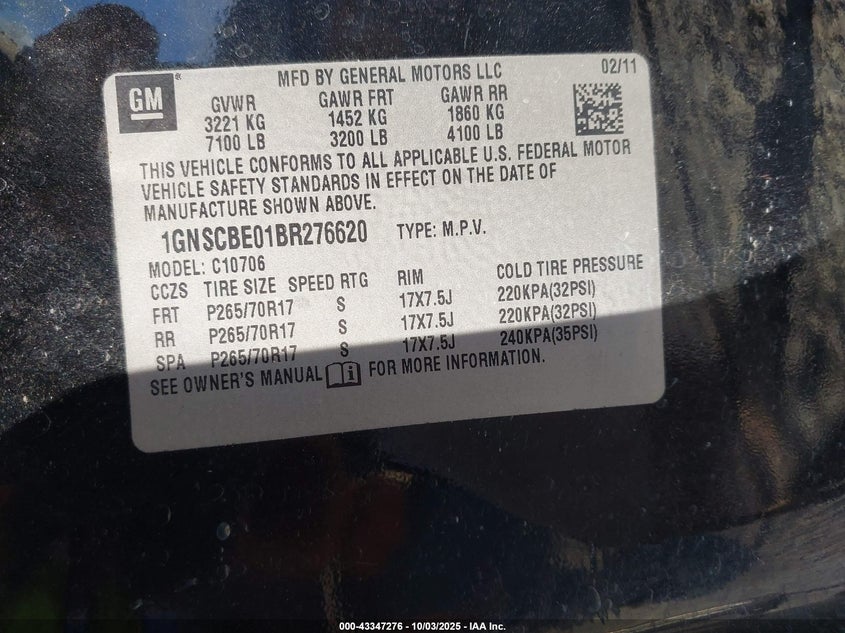 GM
MFD BY GENERAL MOTORS LLC 02/11
GVWR GAWR FRT GAWR RR
3221 KG 1452 KG 1860 KG
7100 LB 3200 LB 4100 LB
THIS VEHICLE CONFORMS TO ALL APPLICABLE U.S. FEDERAL MOTOR
VEHICLE SAFETY STANDARDS IN EFFECT ON THE DATE OF
MANUFACTURE SHOWN ABOVE.
1GNSCBE01BR276620 TYPE: M.P.V.
MODEL: C10706
CCZS TIRE SIZE SPEED RTG RIM COLD TIRE PRESSURE
FRT P265/70R17 S 17X7.5J 220KPA(32PSI)
RR P265/70R17 S 17X7.5J 220KPA(32PSI)
SPA P265/70R17 S 17X7.5J 240KPA(35PSI)
SEE OWNER'S MANUAL i FOR MORE INFORMATION.
000-43347276 - 10/03/2025 - IAA Inc.